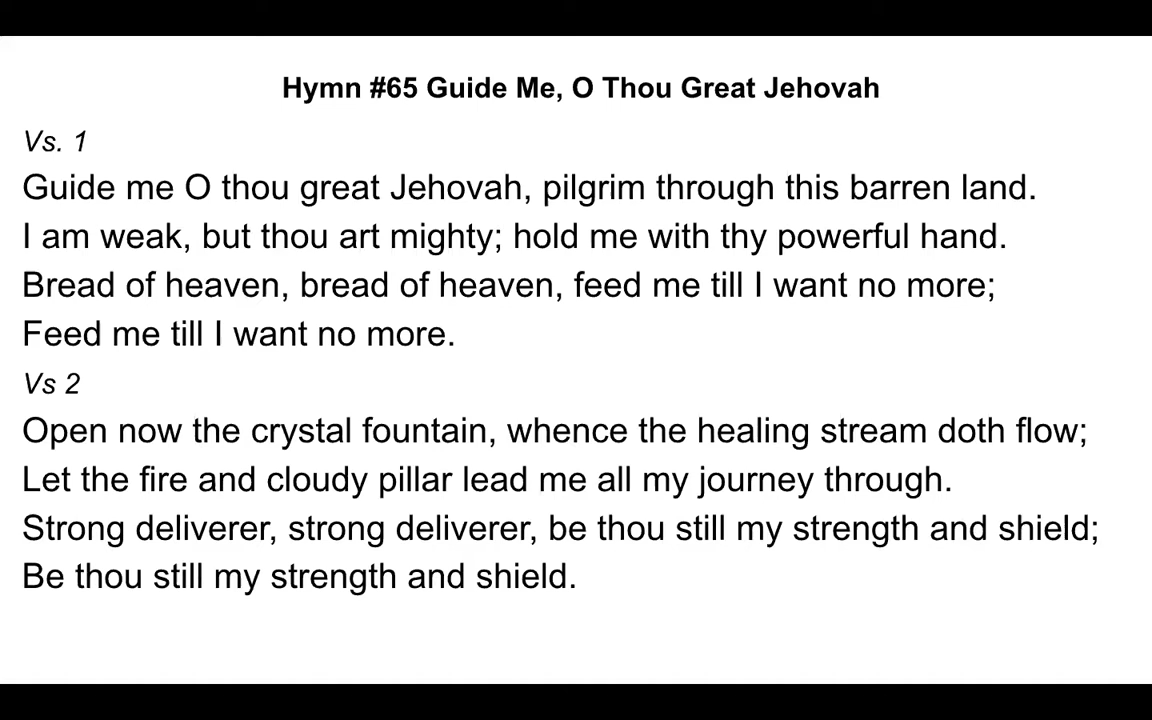 Hymn #65 Guide Me, O Thou Great Jehovah
Vs. 1
Guide me O thou great Jehovah, pilgrim through this barren land.
I am weak, but thou art mighty; hold me with thy powerful hand.
Bread of heaven, bread of heaven, feed me till I want no more;
Feed me till I want no more.
Vs 2
Open now the crystal fountain, whence the healing stream doth flow;
Let the fire and cloudy pillar lead me all my journey through.
Strong deliverer, strong deliverer, be thou still my strength and shield;
Be thou still my strength and shield.